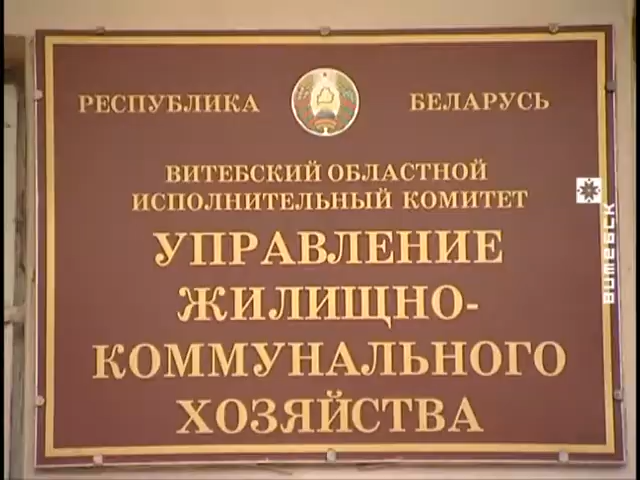 РЕСПУБЛИКА БЕЛАРУСЬ
ВИТЕБСКИЙ ОБЛАСТНОЙ
ИСПОЛНИТЕЛЬНЫЙ КОМИТЕТ
УПРАВЛЕНИЕ
ЖИЛИЩНО-
КОММУНАЛЬНОГО
ХОЗЯЙСТВА
витебск